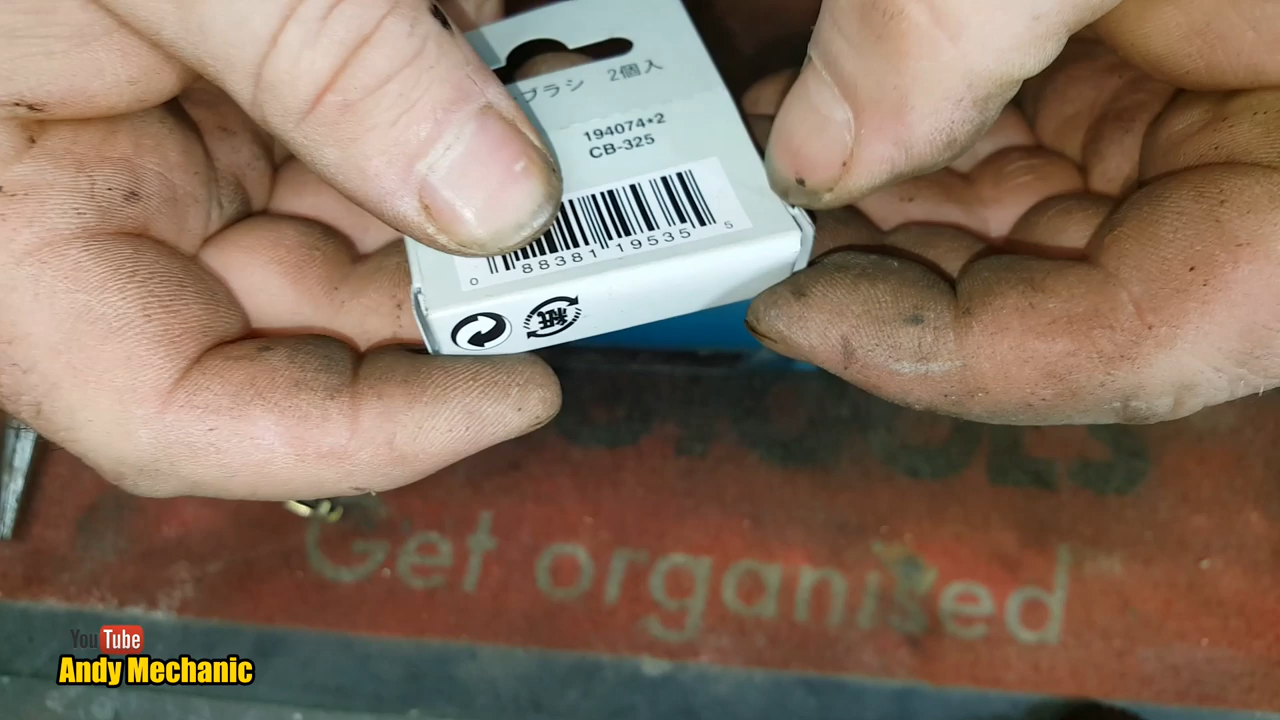 ブラシ 2個入
194074*2
CB-325
0 88381 19535 5
紙
Get organised
YouTube
Andy Mechanic